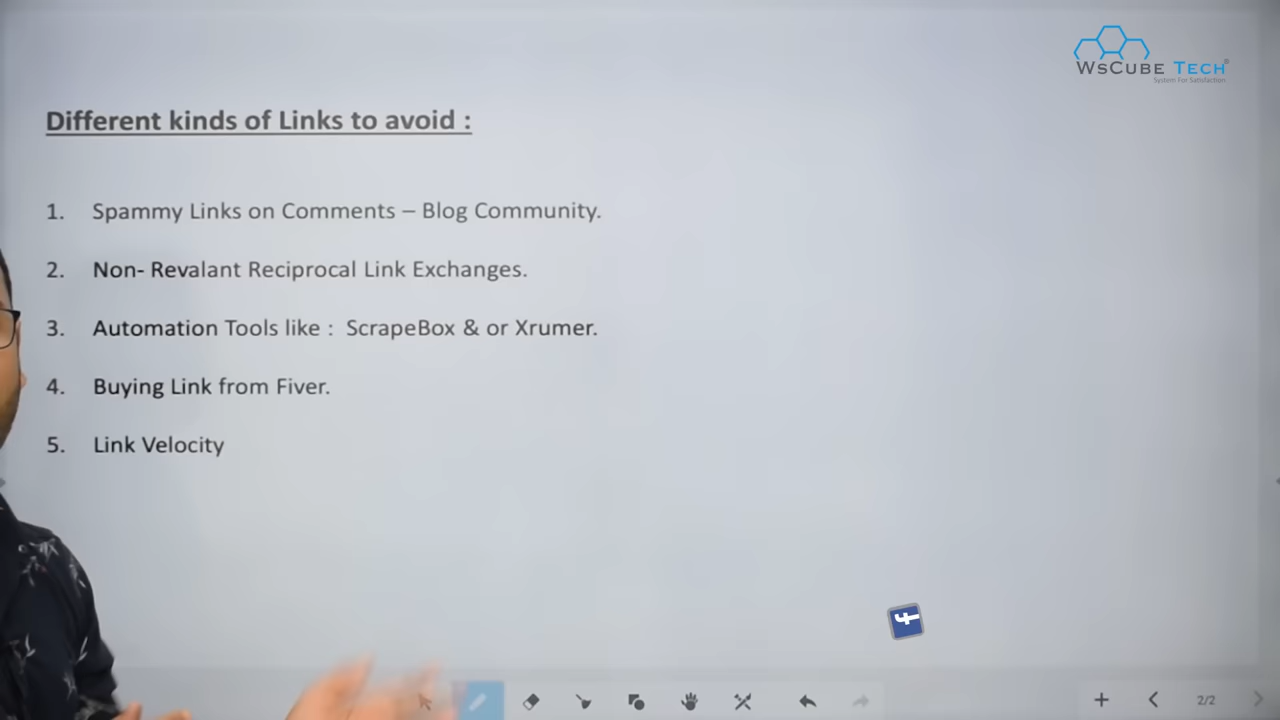 WsCube Tech
System For Satisfaction
Different kinds of Links to avoid :
1. Spammy Links on Comments – Blog Community.
2. Non- Revalant Reciprocal Link Exchanges.
3. Automation Tools like : ScrapeBox & or Xrumer.
4. Buying Link from Fiver.
5. Link Velocity
2/2